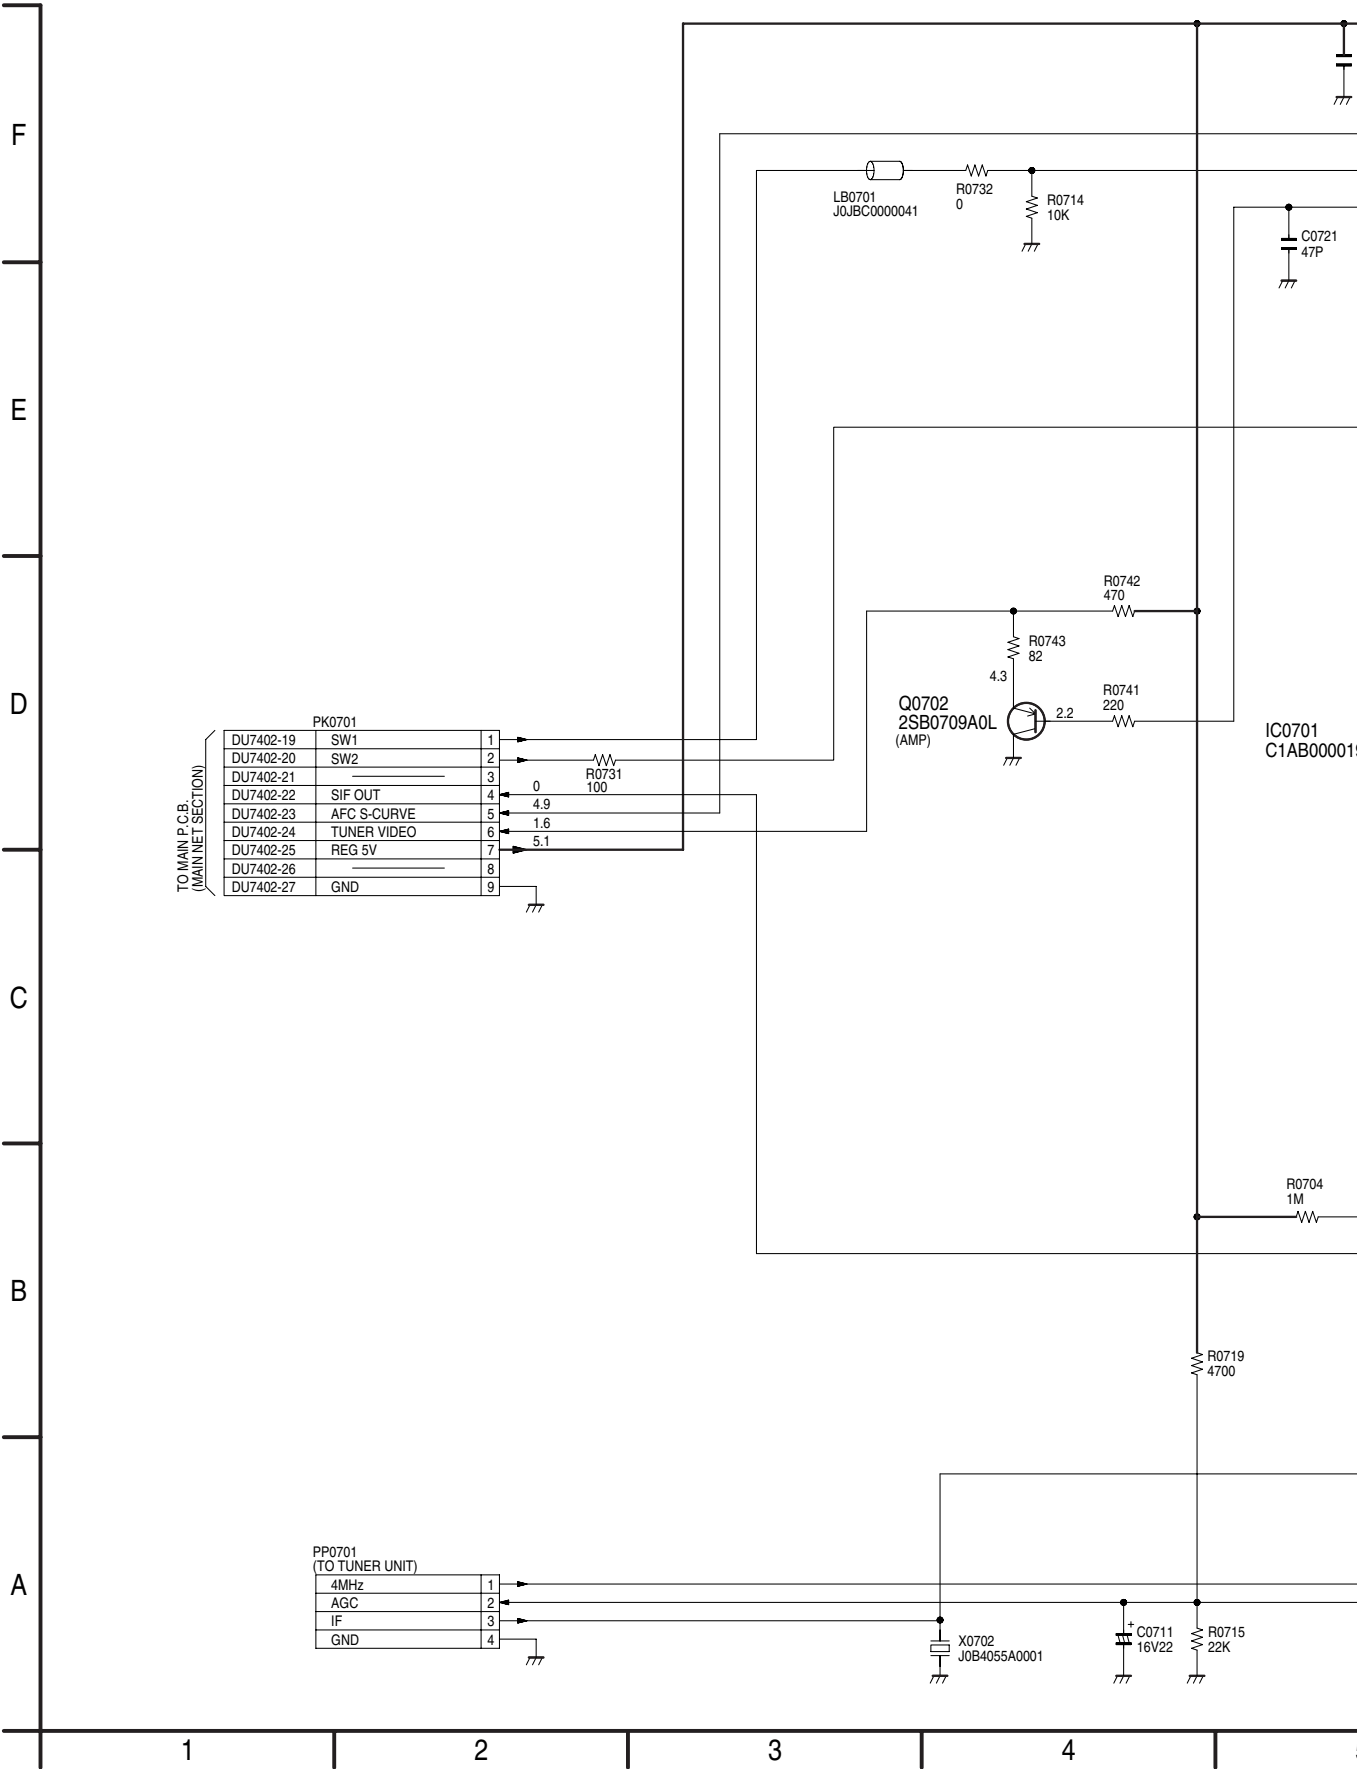 F
LB0701
J0JBC0000041
R0732
0
R0714
10K
C0721
47P
E
R0742
470
R0743
82
4.3
D
Q0702
2SB0709A0L
(AMP)
2.2
R0741
220
IC0701
C1AB000019
PK0701
TO MAIN P.C.B.
(MAIN NET SECTION)
DU7402-19 SW1 1
DU7402-20 SW2 2
DU7402-21 3
DU7402-22 SIF OUT 4
DU7402-23 AFC S-CURVE 5
DU7402-24 TUNER VIDEO 6
DU7402-25 REG 5V 7
DU7402-26 8
DU7402-27 GND 9
R0731
100
0
4.9
1.6
5.1
C
R0704
1M
B
R0719
4700
A
PP0701
(TO TUNER UNIT)
4MHz 1
AGC 2
IF 3
GND 4
X0702
J0B4055A0001
+
C0711
16V22
R0715
22K
1 2 3 4